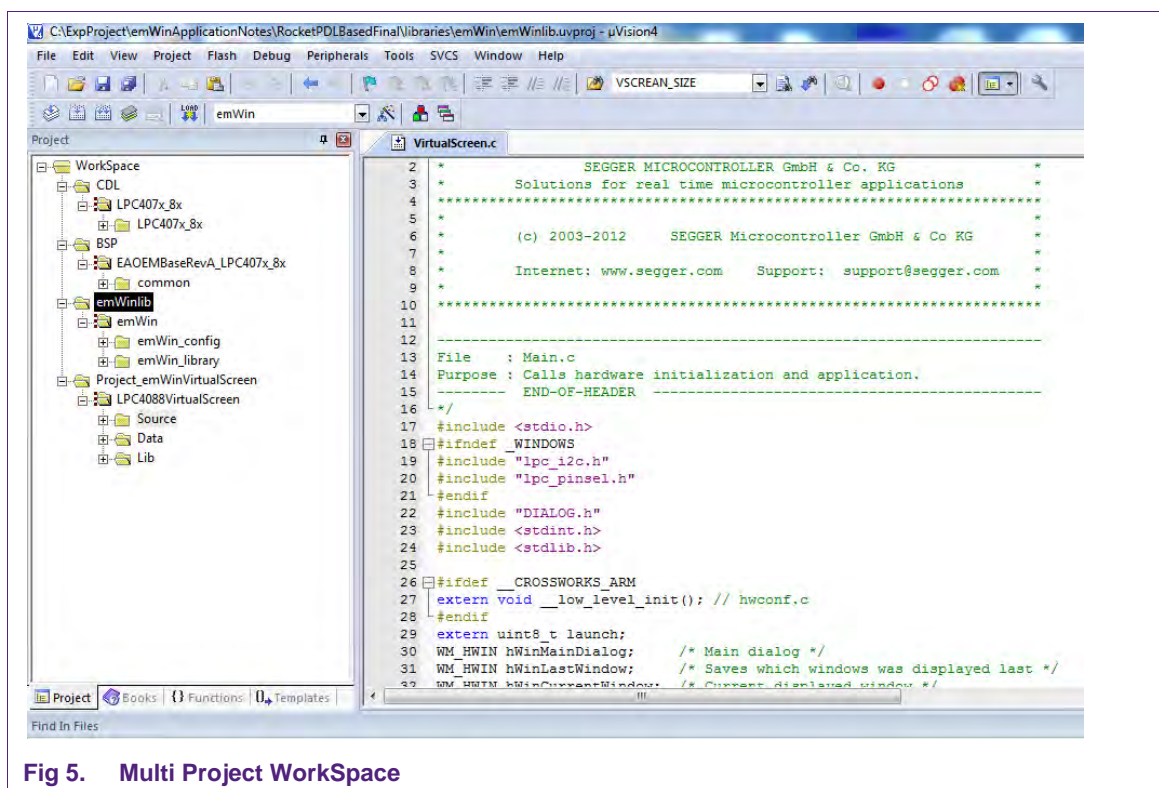 C:\ExpProject\emWinApplicationNotes\RocketPDLBasedFinal\libraries\emWin\emWinlib.uvproj - µVision4
File Edit View Project Flash Debug Peripherals Tools SVCS Window Help
VSCREAN_SIZE
LOAD emWin
Project
VirtualScreen.c
WorkSpace
CDL
LPC407x_8x
LPC407x_8x
BSP
EAOEMBaseRevA_LPC407x_8x
common
emWinlib
emWin
emWin_config
emWin_library
Project_emWinVirtualScreen
LPC4088VirtualScreen
Source
Data
Lib
2 * SEGGER MICROCONTROLLER GmbH & Co. KG *
3 * Solutions for real time microcontroller applications *
4 **********************************************************************
5 * *
6 * (c) 2003-2012 SEGGER Microcontroller GmbH & Co KG *
7 * *
8 * Internet: www.segger.com Support: support@segger.com *
9 * *
10 **********************************************************************
11
12 ----------------------------------------------------------------------
13 File : Main.c
14 Purpose : Calls hardware initialization and application.
15 -------- END-OF-HEADER ---------------------------------------------
16 */
17 #include <stdio.h>
18 #ifndef _WINDOWS
19 #include "lpc_i2c.h"
20 #include "lpc_pinsel.h"
21 #endif
22 #include "DIALOG.h"
23 #include <stdint.h>
24 #include <stdlib.h>
25
26 #ifdef __CROSSWORKS_ARM
27 extern void __low_level_init(); // hwconf.c
28 #endif
29 extern uint8_t launch;
30 WM_HWIN hWinMainDialog; /* Main dialog */
31 WM_HWIN hWinLastWindow; /* Saves which windows was displayed last */
32 WM_HWIN hWinCurrentWindow; /* Current displayed window */
Project Books {} Functions 0 Templates
Find In Files
Fig 5. Multi Project WorkSpace